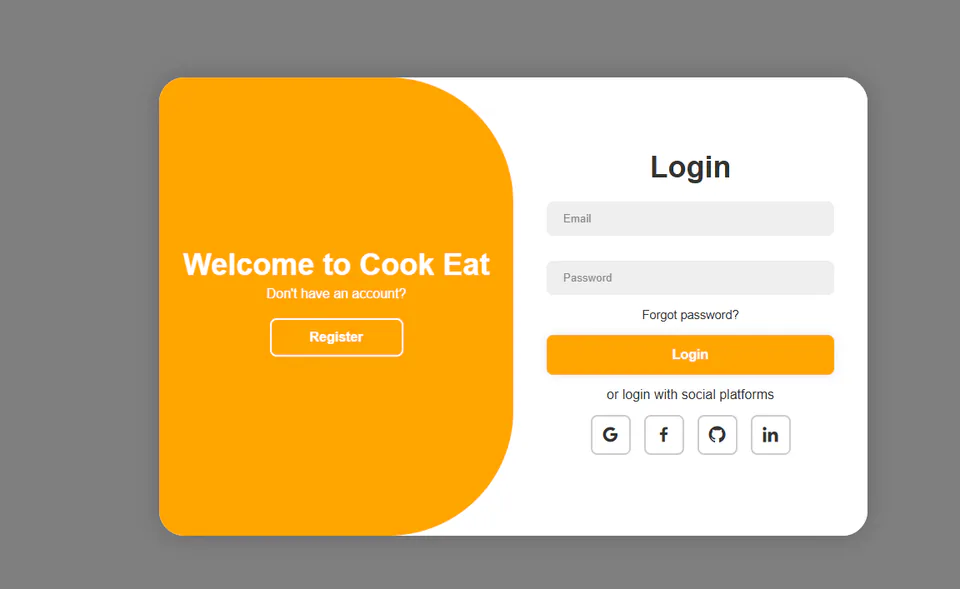 Welcome to Cook Eat
Don't have an account?
Register
Login
Email
Password
Forgot password?
Login
or login with social platforms